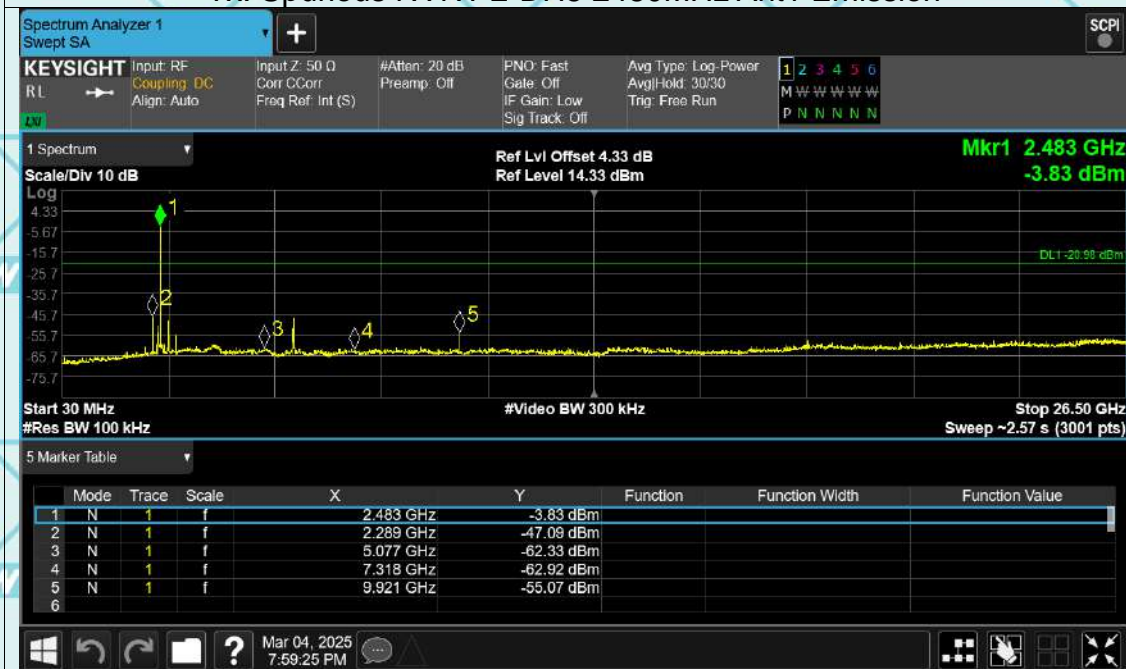 Tx. Spurious NVNT 2-DH5 2480MHz Ant1 Emission
Spectrum Analyzer 1
Swept SA
+
SCPI
KEYSIGHT
RL
LXI
Input: RF
Coupling: DC
Align: Auto
Input Z: 50 Ω
Corr CCorr
Freq Ref: Int (S)
#Atten: 20 dB
Preamp: Off
PNO: Fast
Gate: Off
IF Gain: Low
Sig Track: Off
Avg Type: Log-Power
Avg|Hold: 30/30
Trig: Free Run
1 2 3 4 5 6
M W W W W W
P N N N N N
1 Spectrum
Scale/Div 10 dB
Ref Lvl Offset 4.33 dB
Ref Level 14.33 dBm
Mkr1 2.483 GHz
-3.83 dBm
Log
4.33
-5.67
-15.7
-25.7
-35.7
-45.7
-55.7
-65.7
-75.7
1
2
3
4
5
DL1 -20.98 dBm
Start 30 MHz
#Res BW 100 kHz
#Video BW 300 kHz
Stop 26.50 GHz
Sweep ~2.57 s (3001 pts)
5 Marker Table
Mode Trace Scale X Y Function Function Width Function Value
1 N 1 f 2.483 GHz -3.83 dBm
2 N 1 f 2.289 GHz -47.09 dBm
3 N 1 f 5.077 GHz -62.33 dBm
4 N 1 f 7.318 GHz -62.92 dBm
5 N 1 f 9.921 GHz -55.07 dBm
6
?
Mar 04, 2025
7:59:25 PM